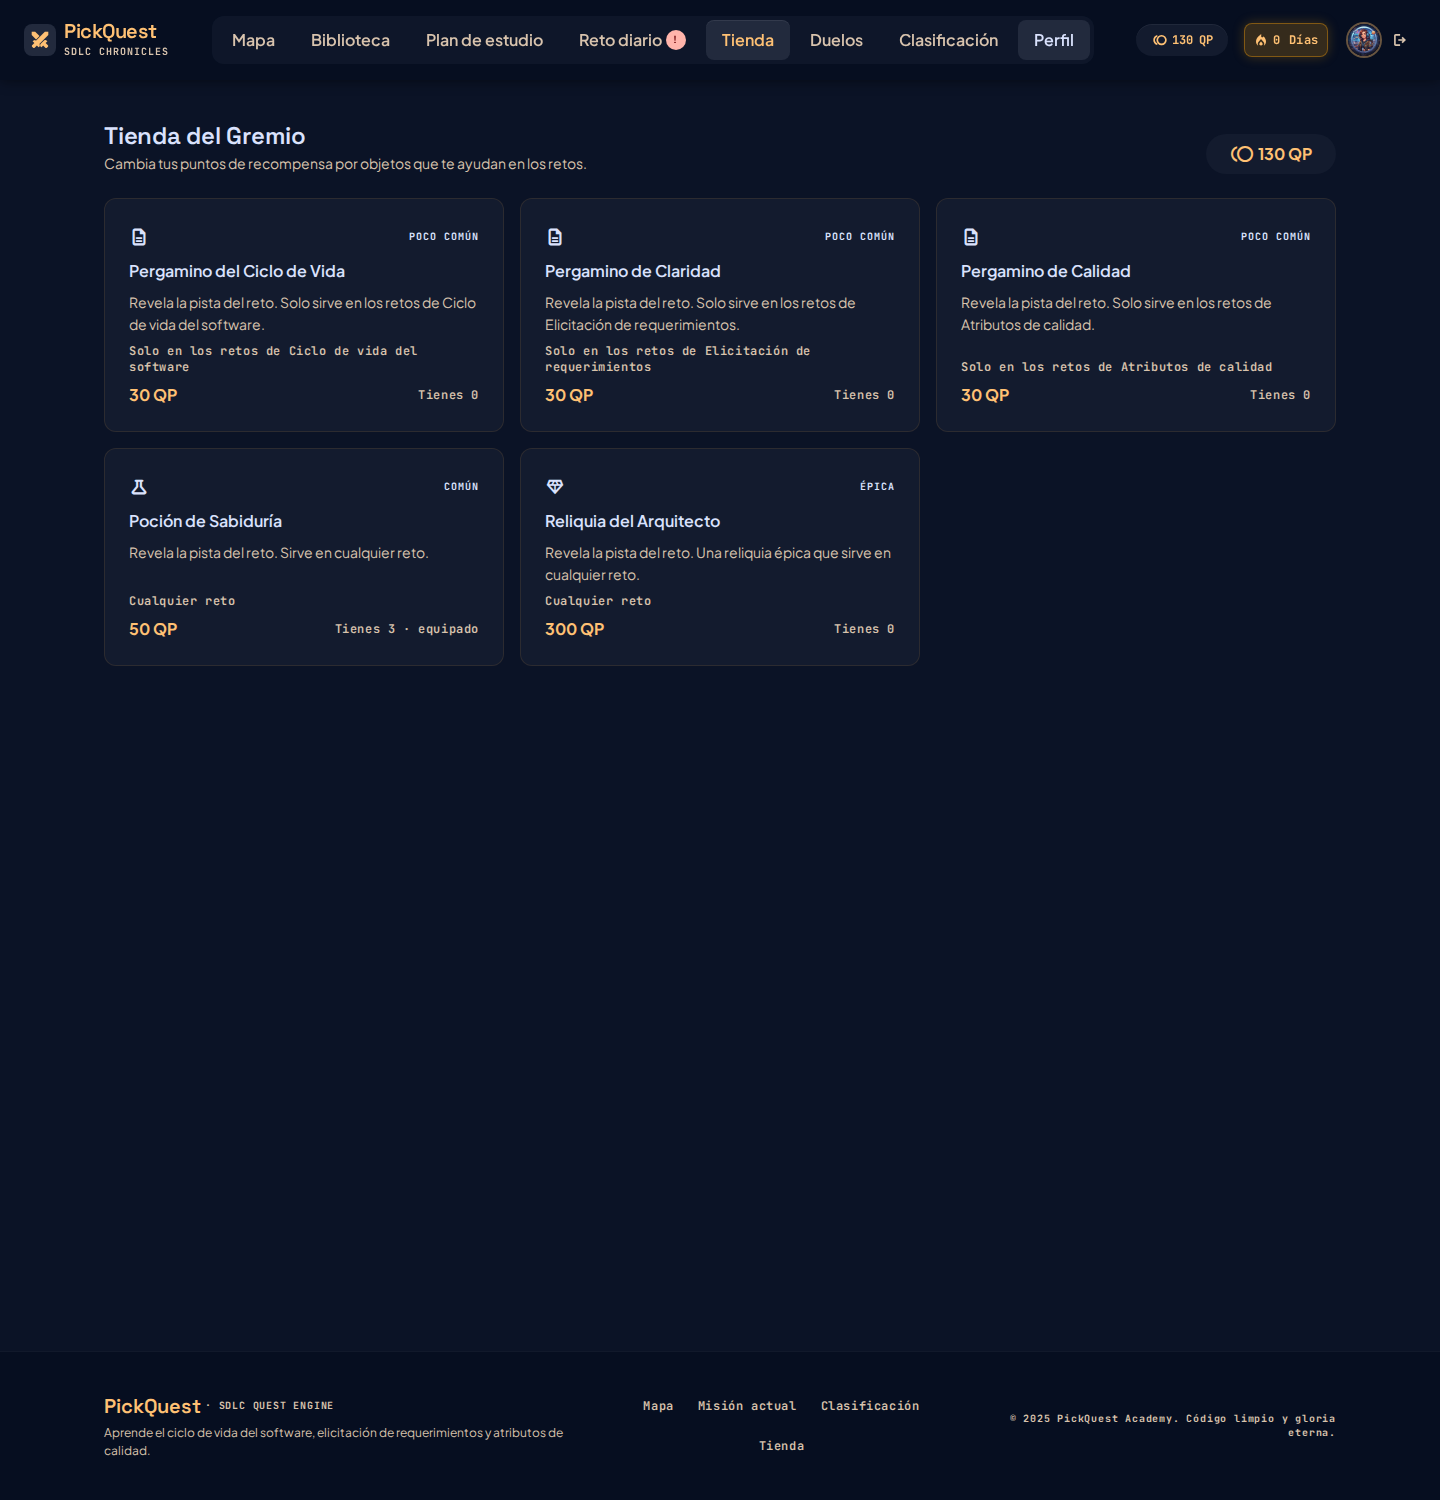 PickQuest
SDLC CHRONICLES
Mapa
Biblioteca
Plan de estudio
Reto diario !
Tienda
Duelos
Clasificación
Perfil
130 QP
0 Días
Tienda del Gremio
Cambia tus puntos de recompensa por objetos que te ayudan en los retos.
130 QP
POCO COMÚN
Pergamino del Ciclo de Vida
Revela la pista del reto. Solo sirve en los retos de Ciclo
de vida del software.
Solo en los retos de Ciclo de vida del
software
30 QP
Tienes 0
POCO COMÚN
Pergamino de Claridad
Revela la pista del reto. Solo sirve en los retos de
Elicitación de requerimientos.
Solo en los retos de Elicitación de
requerimientos
30 QP
Tienes 0
POCO COMÚN
Pergamino de Calidad
Revela la pista del reto. Solo sirve en los retos de
Atributos de calidad.
Solo en los retos de Atributos de calidad
30 QP
Tienes 0
COMÚN
Poción de Sabiduría
Revela la pista del reto. Sirve en cualquier reto.
Cualquier reto
50 QP
Tienes 3 · equipado
ÉPICA
Reliquia del Arquitecto
Revela la pista del reto. Una reliquia épica que sirve en
cualquier reto.
Cualquier reto
300 QP
Tienes 0
PickQuest · SDLC QUEST ENGINE
Aprende el ciclo de vida del software, elicitación de requerimientos y atributos de
calidad.
Mapa
Misión actual
Clasificación
Tienda
© 2025 PickQuest Academy. Código limpio y gloria
eterna.